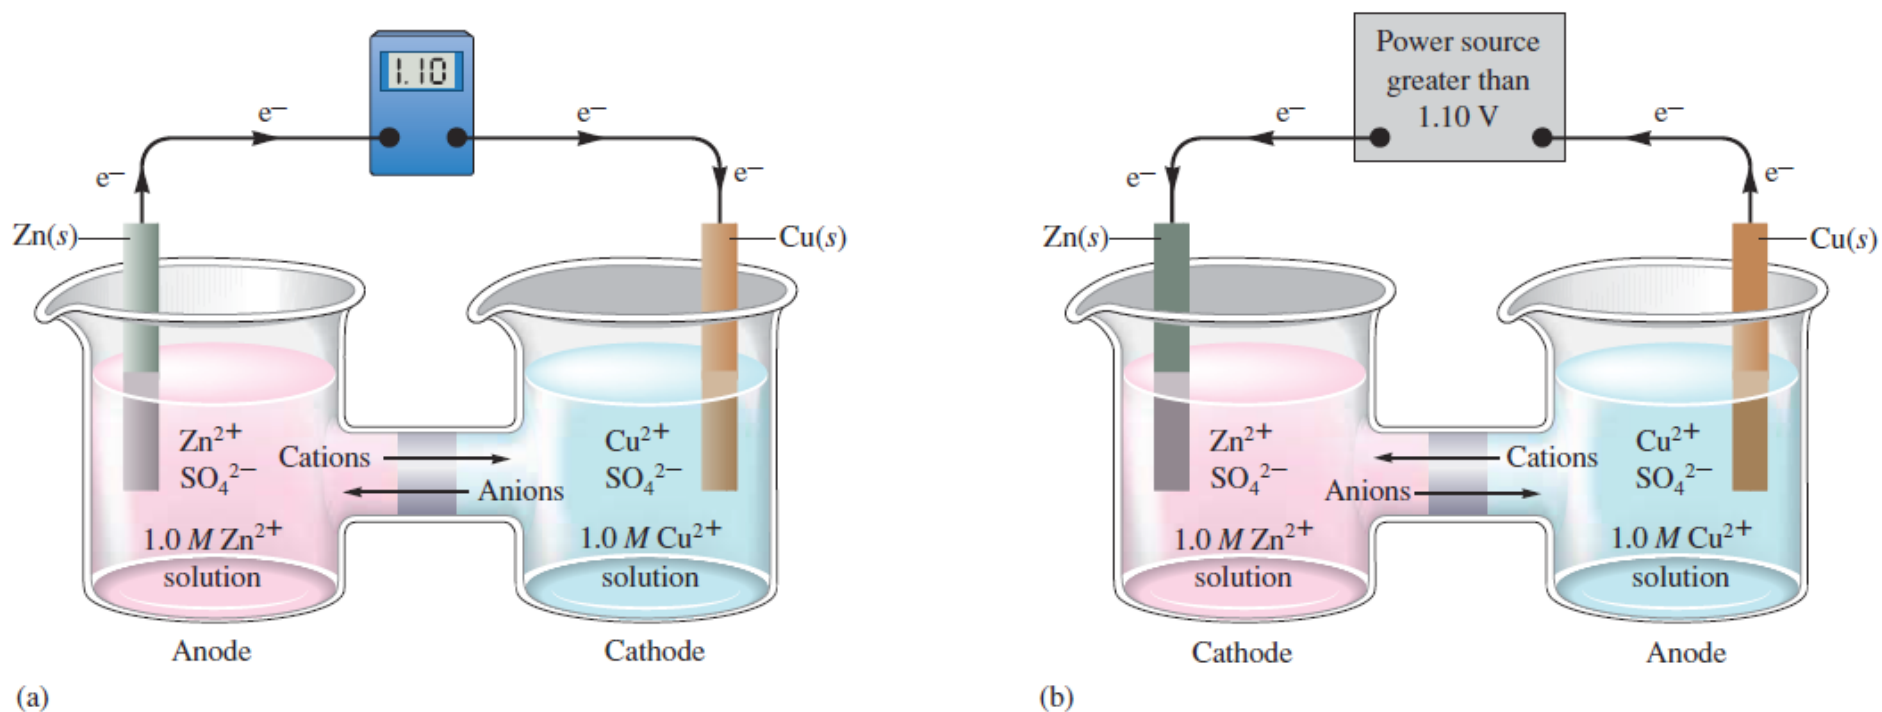 1.10
e⁻
e⁻
e⁻
e⁻
Zn(s)
Cu(s)
Zn²⁺
SO₄²⁻
Cations
Anions
Cu²⁺
SO₄²⁻
1.0 M Zn²⁺
solution
1.0 M Cu²⁺
solution
Anode
Cathode
(a)
Power source
greater than
1.10 V
e⁻
e⁻
e⁻
e⁻
Zn(s)
Cu(s)
Zn²⁺
SO₄²⁻
Cations
Anions
Cu²⁺
SO₄²⁻
1.0 M Zn²⁺
solution
1.0 M Cu²⁺
solution
Cathode
Anode
(b)